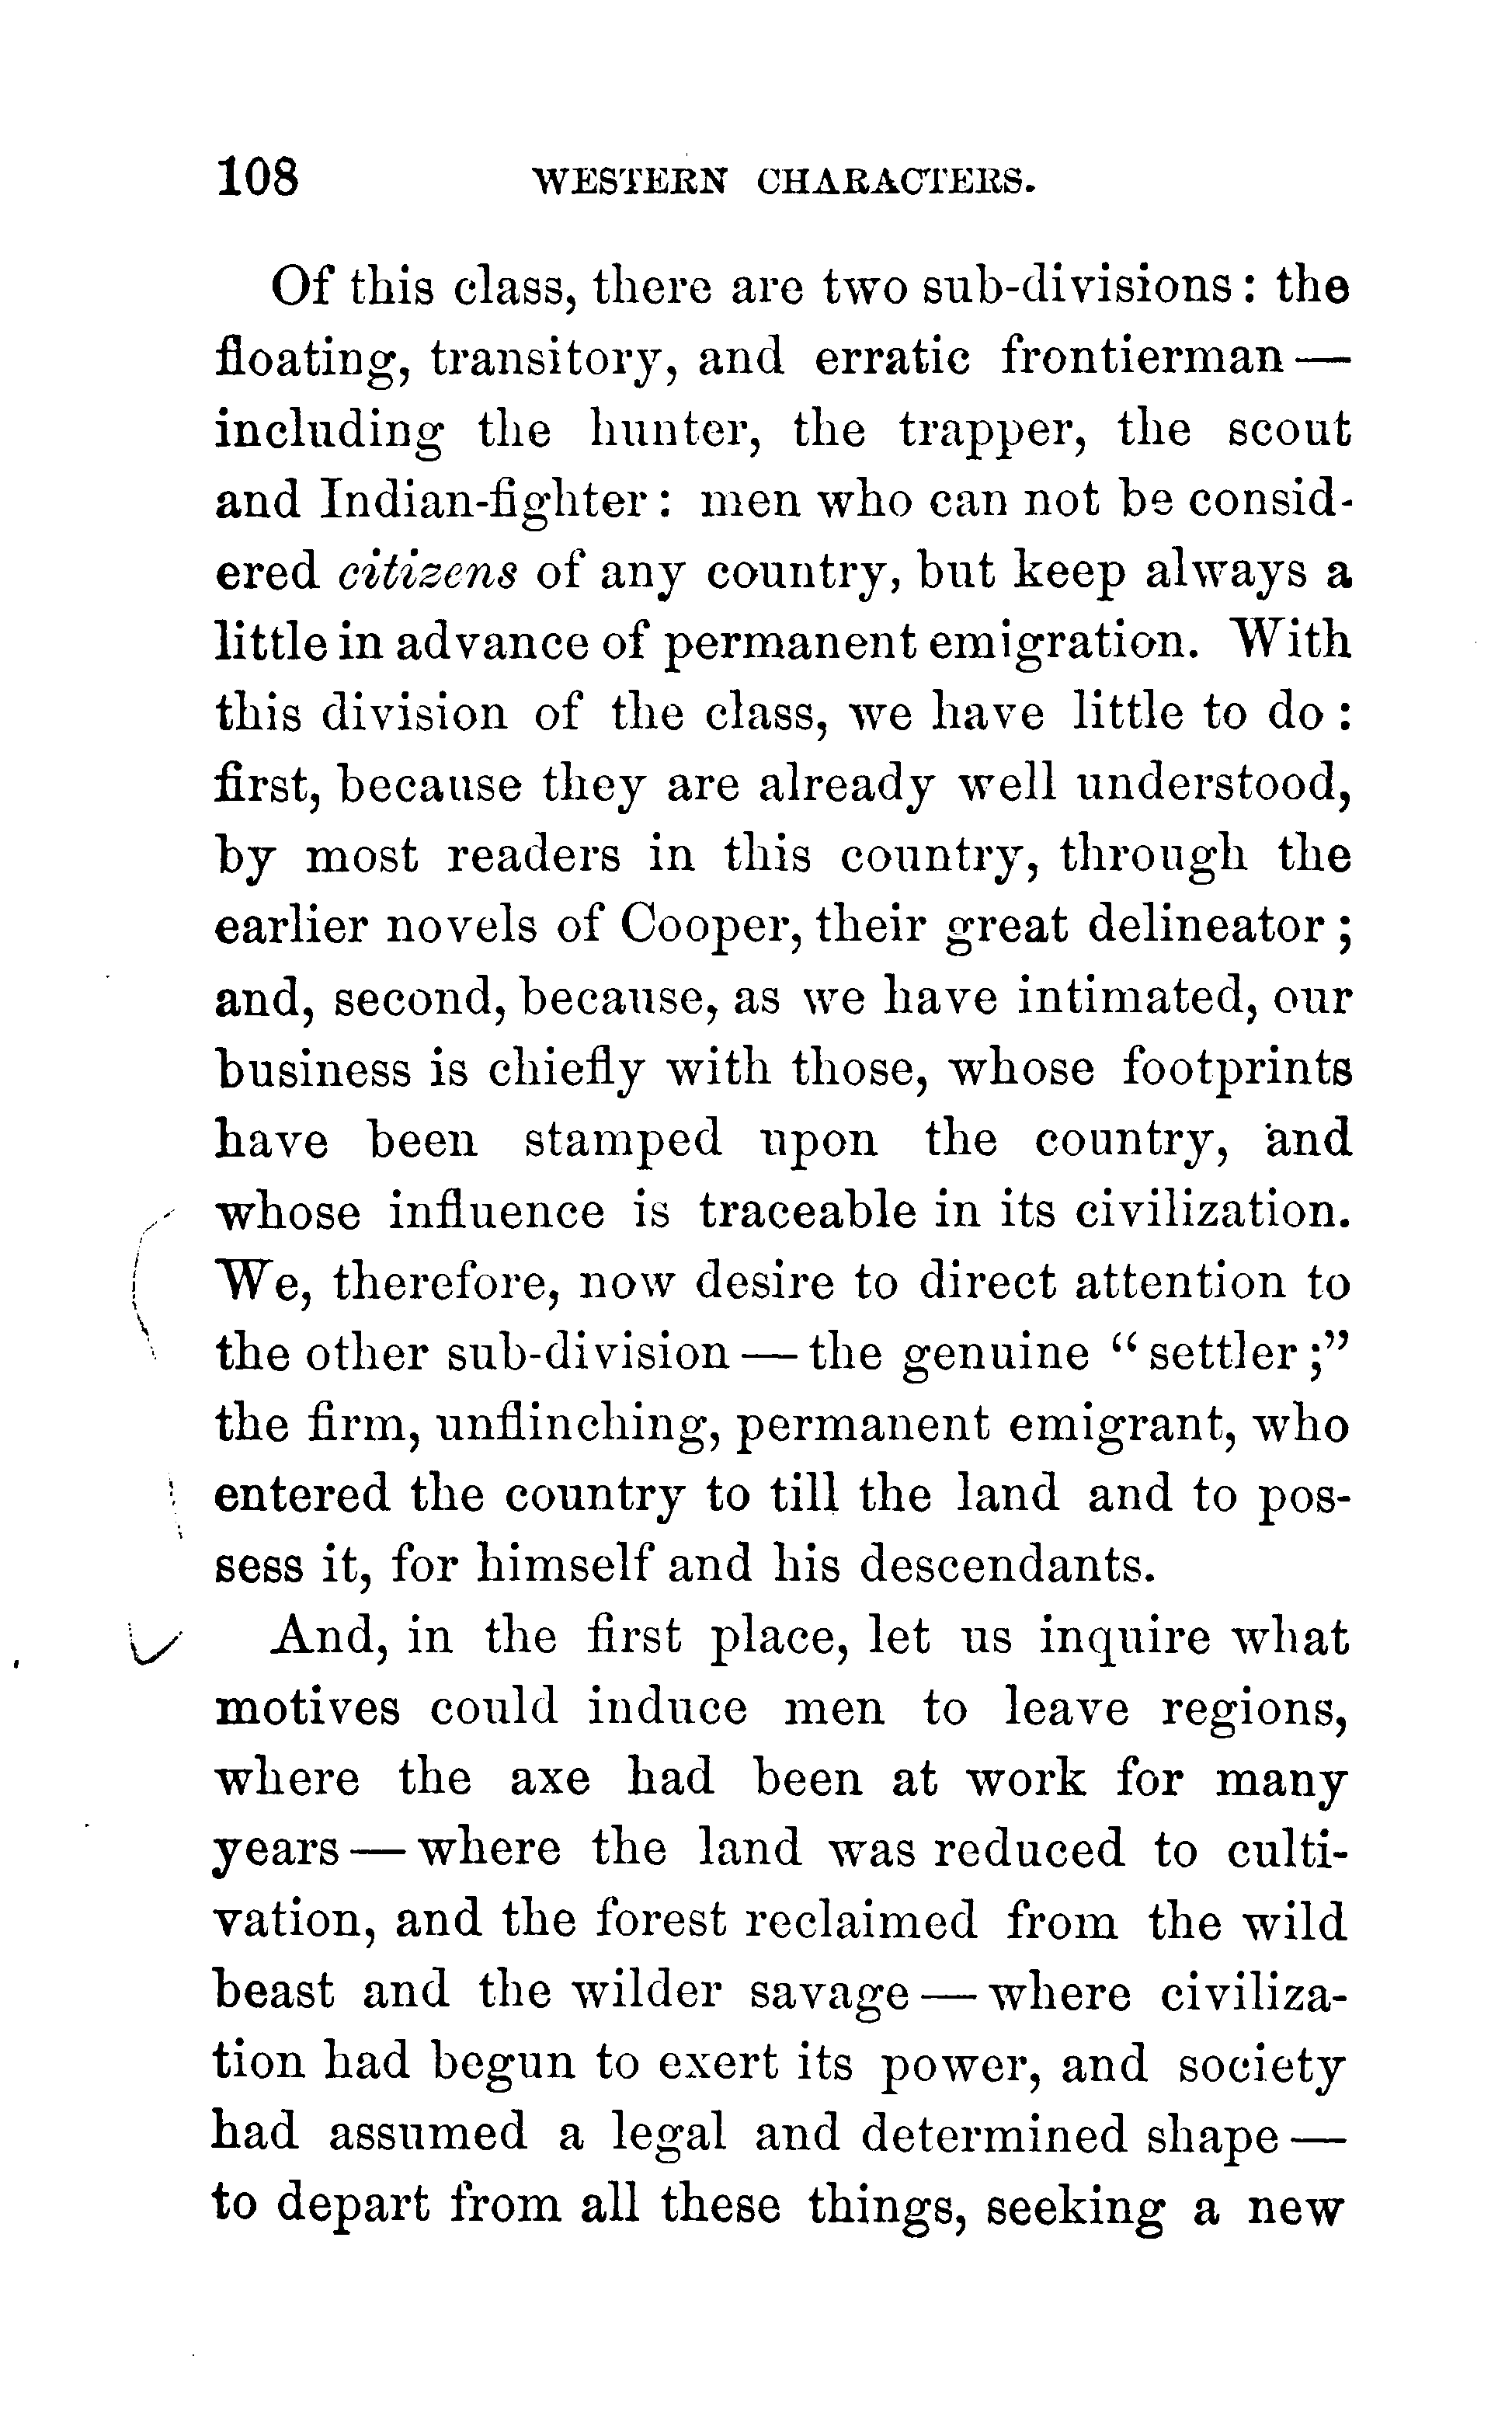 108 WESTERN CHARACTERS.
Of this class, there are two sub-divisions: the
floating, transitory, and erratic frontierman —
including the hunter, the trapper, the scout
and Indian-fighter: men who can not be consid-
ered citizens of any country, but keep always a
little in advance of permanent emigration. With
this division of the class, we have little to do:
first, because they are already well understood,
by most readers in this country, through the
earlier novels of Cooper, their great delineator;
and, second, because, as we have intimated, our
business is chiefly with those, whose footprints
have been stamped upon the country, and
whose influence is traceable in its civilization.
We, therefore, now desire to direct attention to
the other sub-division — the genuine “settler;”
the firm, unflinching, permanent emigrant, who
entered the country to till the land and to pos-
sess it, for himself and his descendants.
And, in the first place, let us inquire what
motives could induce men to leave regions,
where the axe had been at work for many
years — where the land was reduced to culti-
vation, and the forest reclaimed from the wild
beast and the wilder savage — where civiliza-
tion had begun to exert its power, and society
had assumed a legal and determined shape —
to depart from all these things, seeking a new